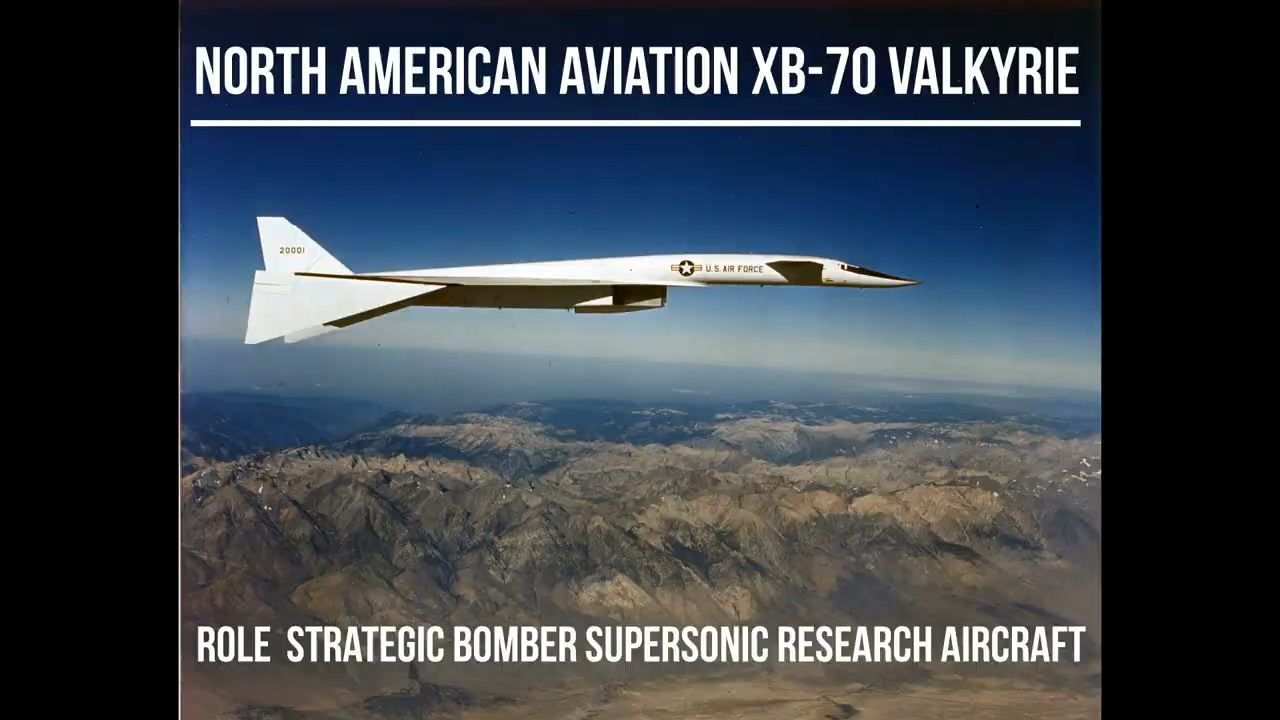 NORTH AMERICAN AVIATION XB-70 VALKYRIE
20001
U.S. AIR FORCE
ROLE STRATEGIC BOMBER SUPERSONIC RESEARCH AIRCRAFT